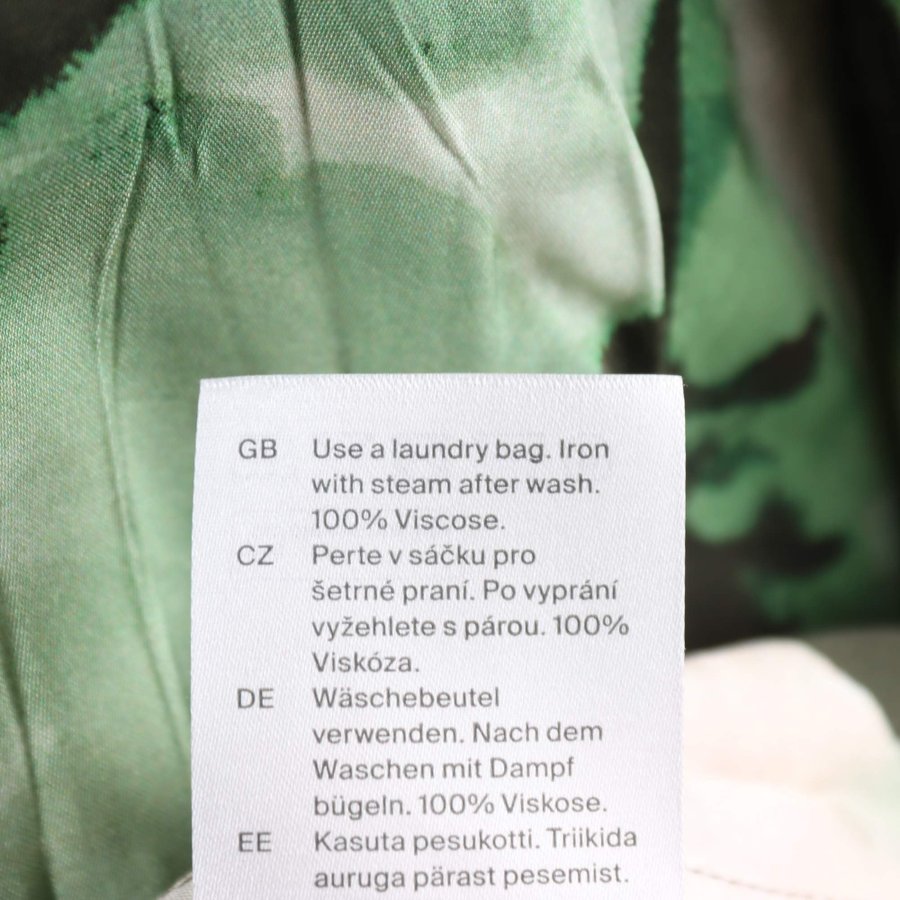 GB Use a laundry bag. Iron
with steam after wash.
100% Viscose.
CZ Perte v sáčku pro
šetrné praní. Po vyprání
vyžehlete s párou. 100%
Viskóza.
DE Wäschebeutel
verwenden. Nach dem
Waschen mit Dampf
bügeln. 100% Viskose.
EE Kasuta pesukotti. Triikida
auruga pärast pesemist.